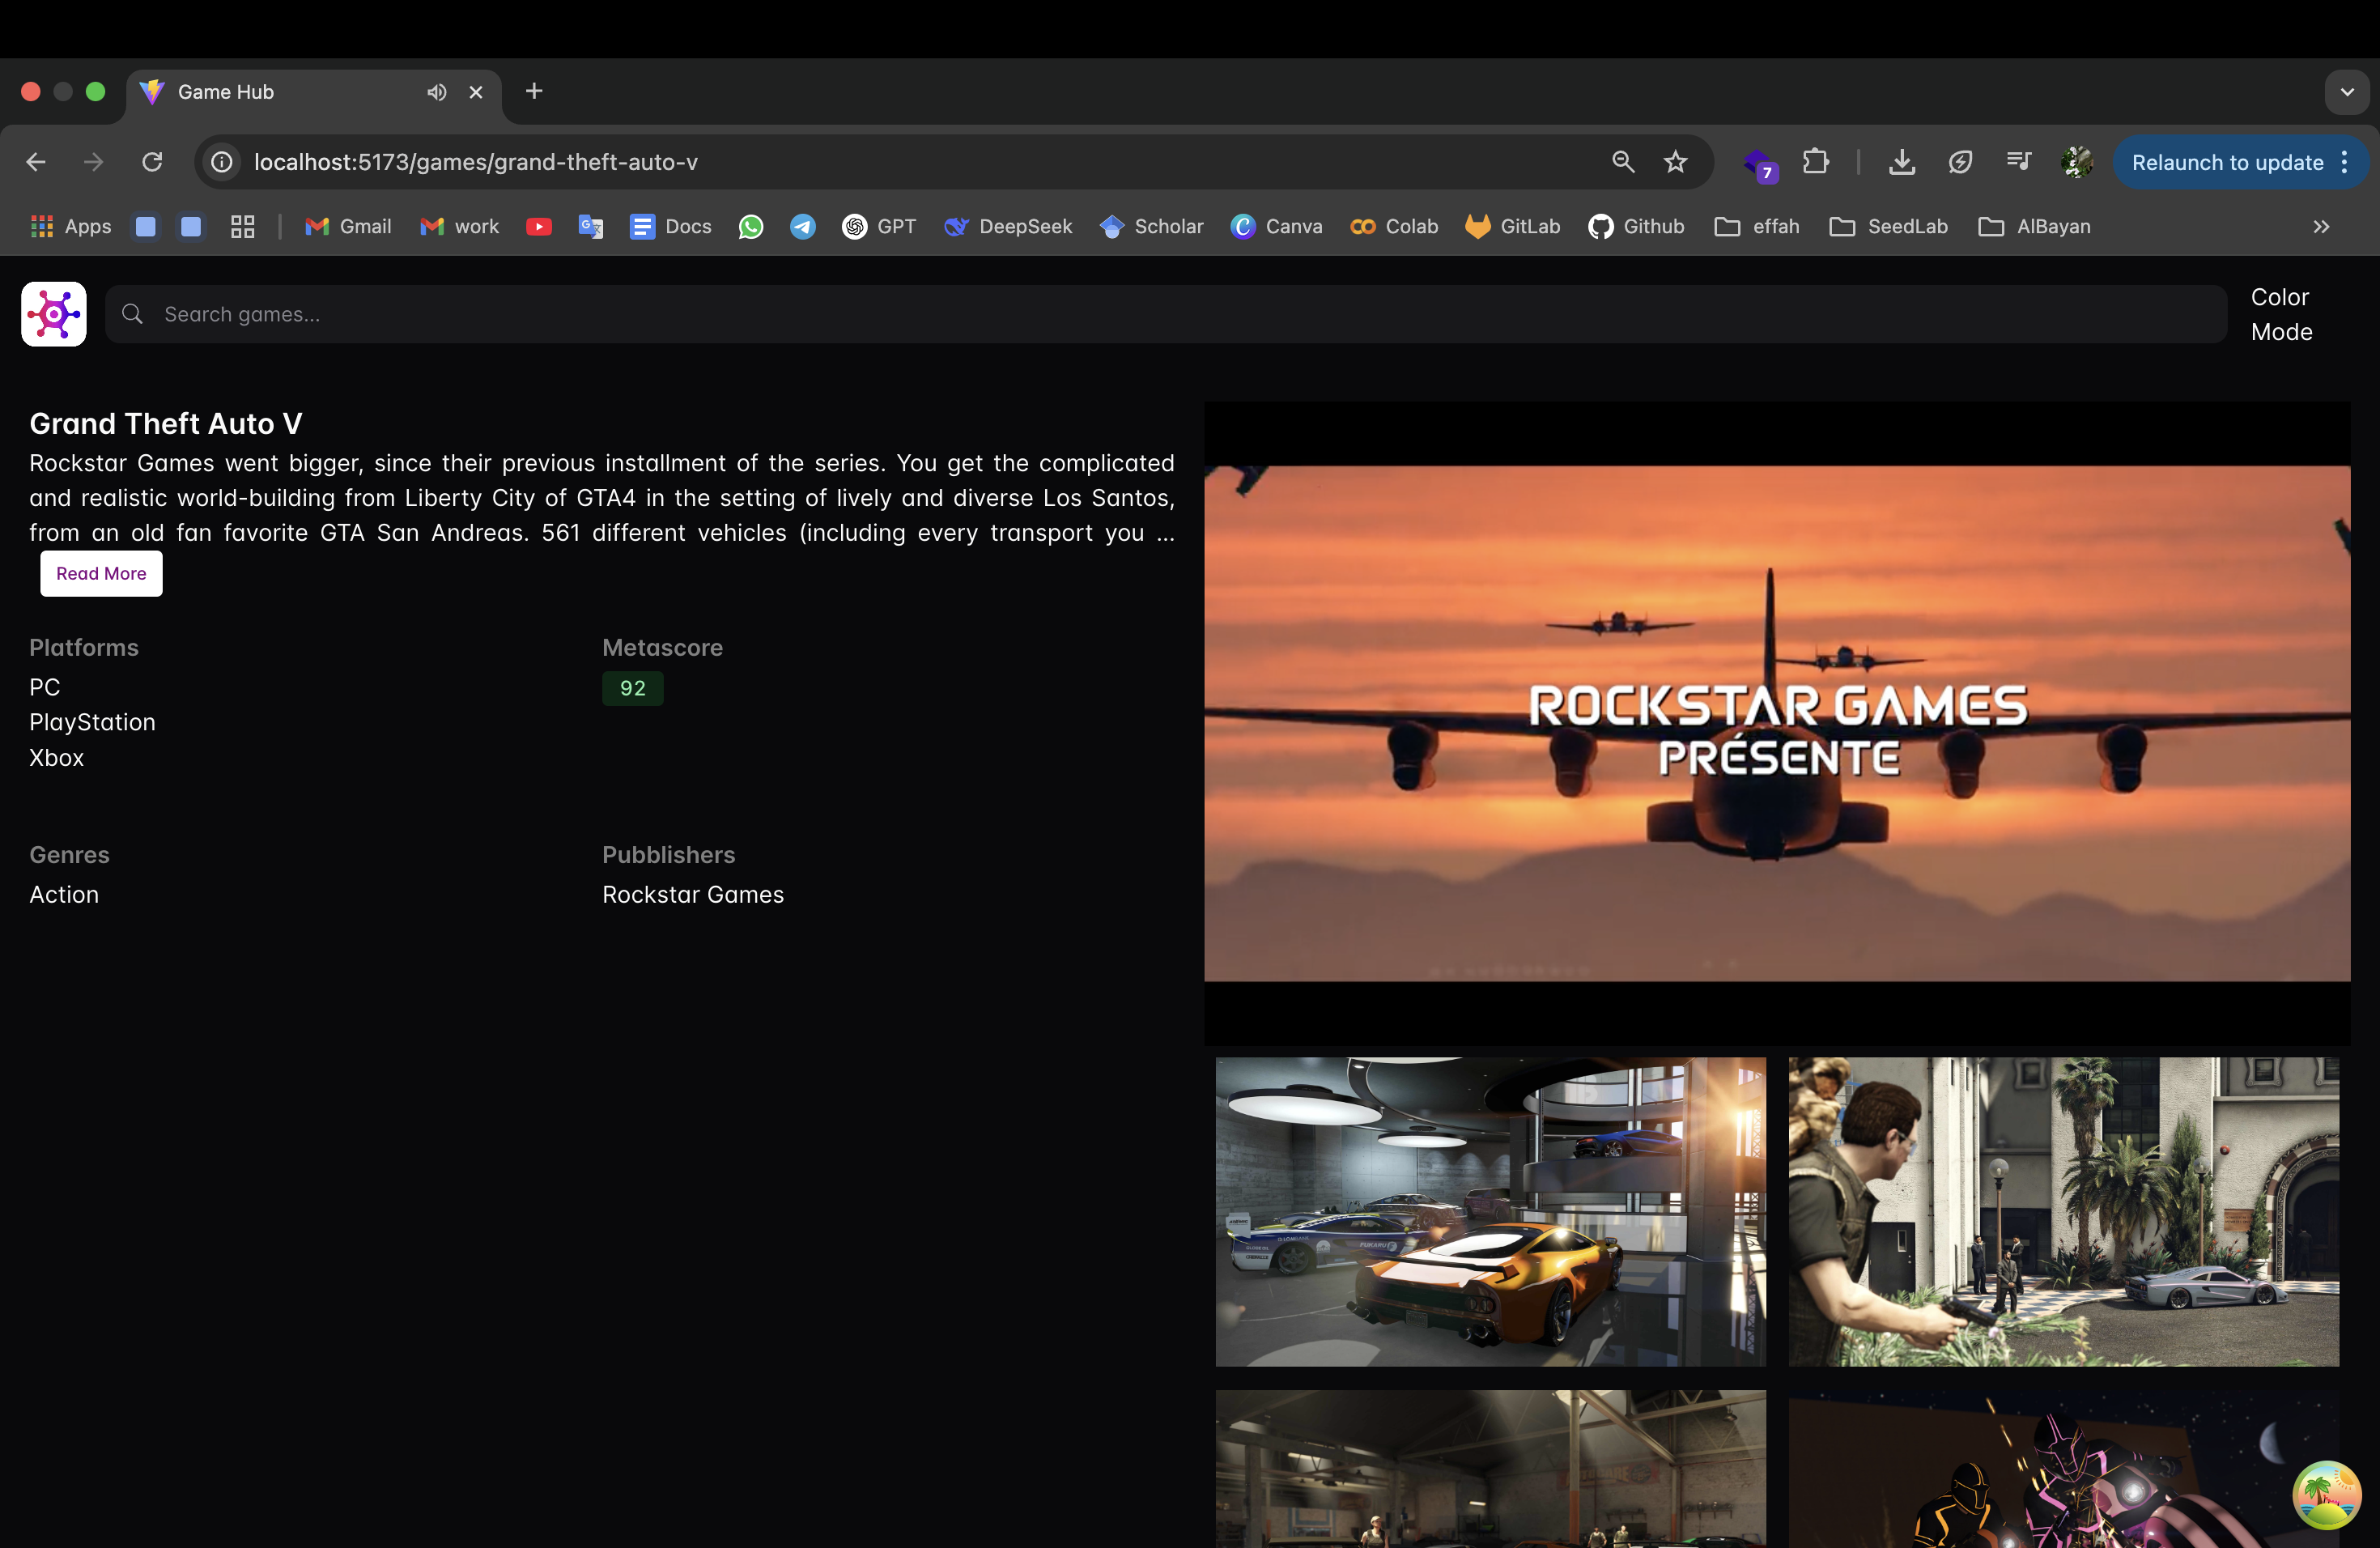 Game Hub
localhost:5173/games/grand-theft-auto-v
7
Relaunch to update
Apps
Gmail
work
Docs
GPT
DeepSeek
Scholar
Canva
Colab
GitLab
Github
effah
SeedLab
AlBayan
Search games...
Color
Mode
Grand Theft Auto V
Rockstar Games went bigger, since their previous installment of the series. You get the complicated
and realistic world-building from Liberty City of GTA4 in the setting of lively and diverse Los Santos,
from an old fan favorite GTA San Andreas. 561 different vehicles (including every transport you ...
Read More
Platforms
PC
PlayStation
Xbox
Metascore
92
Genres
Action
Pubblishers
Rockstar Games
ROCKSTAR GAMES
PRÉSENTE